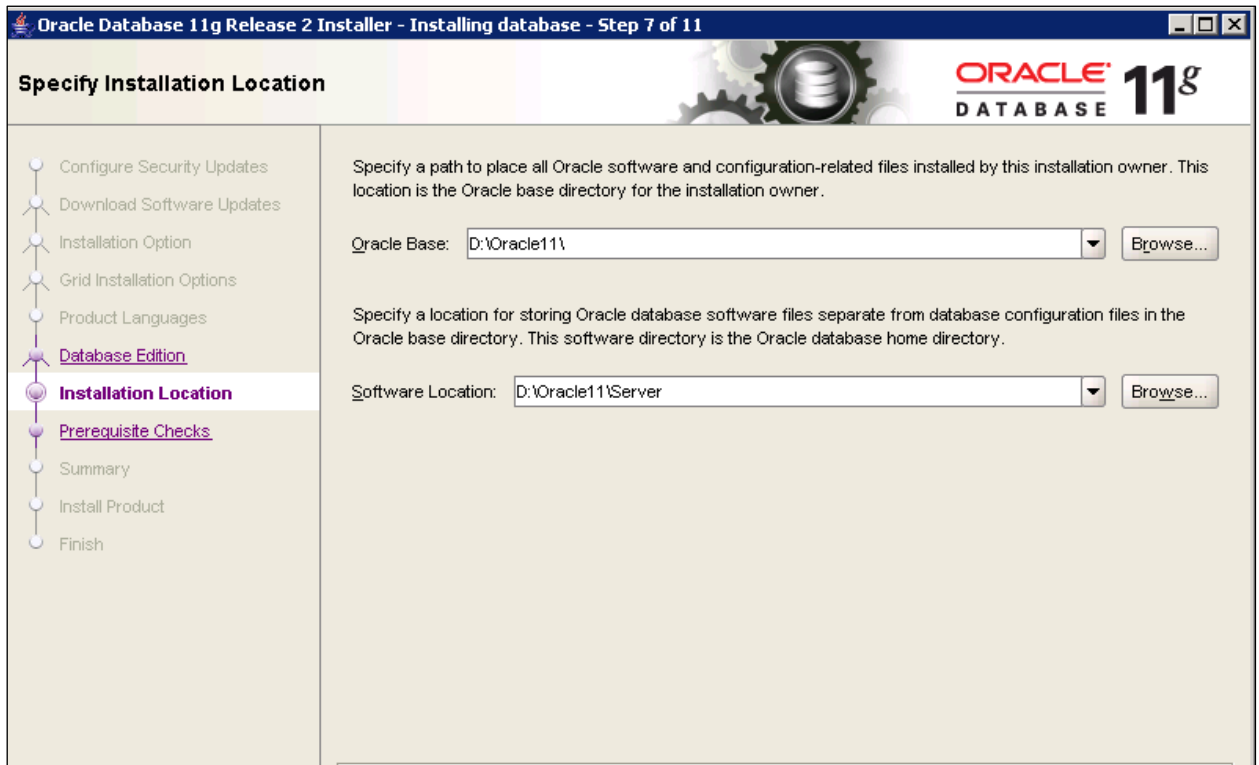 Oracle Database 11g Release 2 Installer - Installing database - Step 7 of 11
Specify Installation Location
ORACLE
DATABASE
11g
Configure Security Updates
Download Software Updates
Installation Option
Grid Installation Options
Product Languages
Database Edition
Installation Location
Prerequisite Checks
Summary
Install Product
Finish
Specify a path to place all Oracle software and configuration-related files installed by this installation owner. This
location is the Oracle base directory for the installation owner.
Oracle Base: D:\Oracle11\ Browse...
Specify a location for storing Oracle database software files separate from database configuration files in the
Oracle base directory. This software directory is the Oracle database home directory.
Software Location: D:\Oracle11\Server Browse...